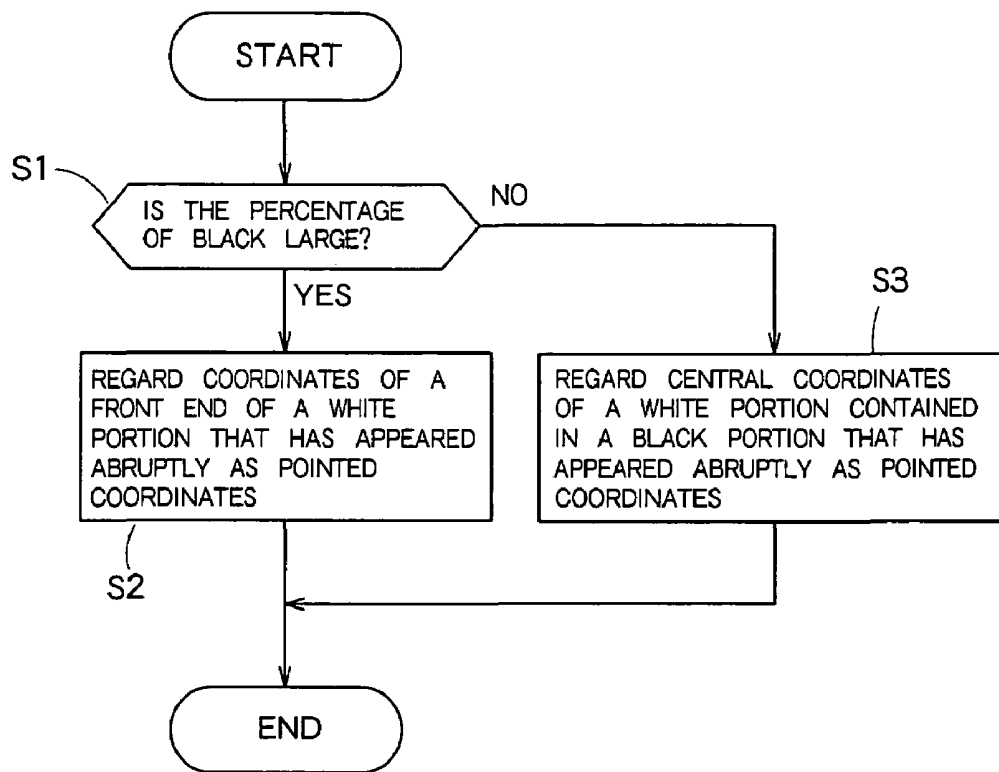 START
S1
IS THE PERCENTAGE
OF BLACK LARGE?
NO
YES
S3
REGARD COORDINATES OF A
FRONT END OF A WHITE
PORTION THAT HAS APPEARED
ABRUPTLY AS POINTED
COORDINATES
REGARD CENTRAL COORDINATES
OF A WHITE PORTION CONTAINED
IN A BLACK PORTION THAT HAS
APPEARED ABRUPTLY AS POINTED
COORDINATES
S2
END